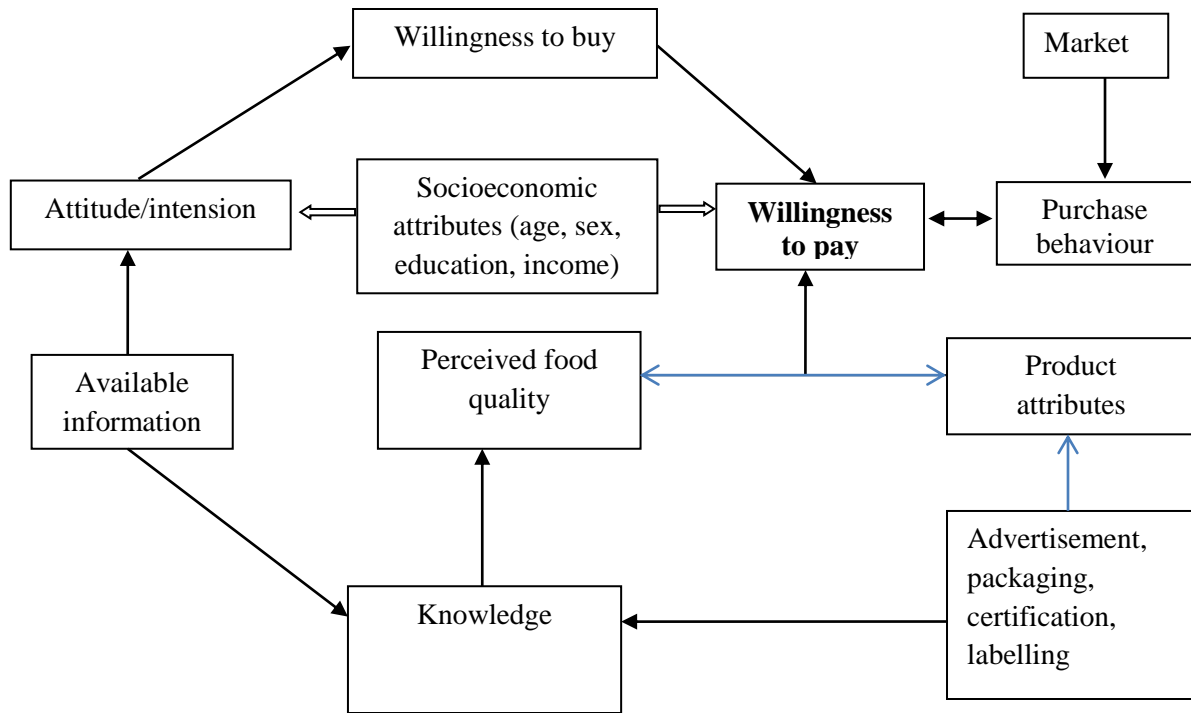 Willingness to buy
Market
Attitude/intension
Socioeconomic
attributes (age, sex,
education, income)
Willingness
to pay
Purchase
behaviour
Available
information
Perceived food
quality
Product
attributes
Knowledge
Advertisement,
packaging,
certification,
labelling